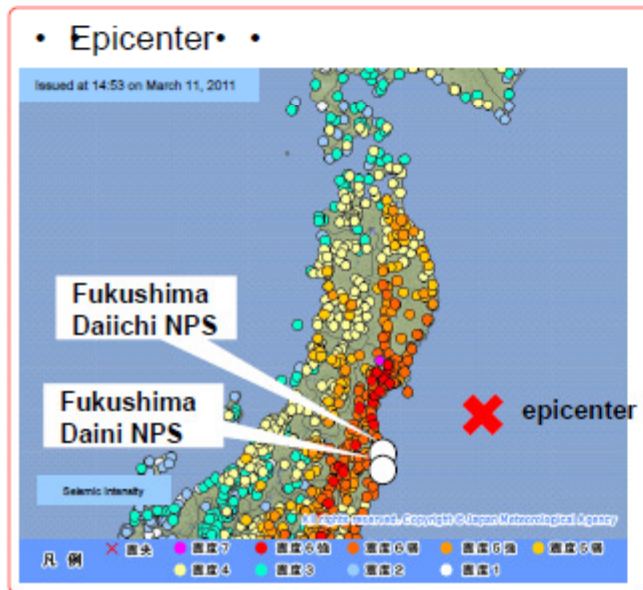 • • Epicenter • •
Issued at 14:53 on March 11, 2011
Fukushima
Daiichi NPS
Fukushima
Daini NPS
epicenter
Seismic Intensity
All rights reserved. Copyright © Japan Meteorological Agency
凡 例 震央 震度7 震度6強 震度6弱 震度5強 震度5弱
震度4 震度3 震度2 震度1